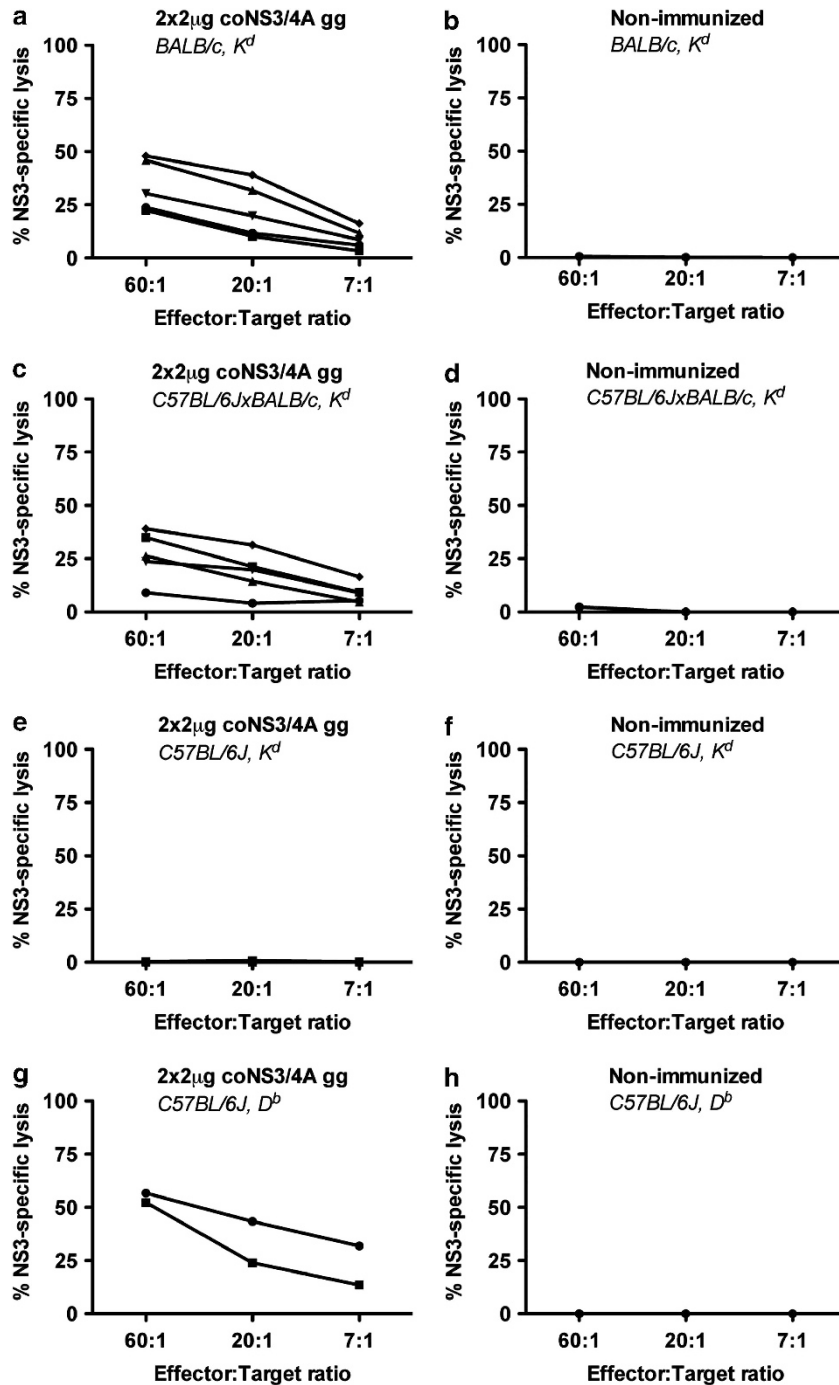 a
2x2μg coNS3/4A gg
BALB/c, Kᵈ
% NS3-specific lysis
100
75
50
25
0
60:1
20:1
7:1
Effector:Target ratio
b
Non-immunized
BALB/c, Kᵈ
% NS3-specific lysis
100
75
50
25
0
60:1
20:1
7:1
Effector:Target ratio
c
2x2μg coNS3/4A gg
C57BL/6JxBALB/c, Kᵈ
% NS3-specific lysis
100
75
50
25
0
60:1
20:1
7:1
Effector:Target ratio
d
Non-immunized
C57BL/6JxBALB/c, Kᵈ
% NS3-specific lysis
100
75
50
25
0
60:1
20:1
7:1
Effector:Target ratio
e
2x2μg coNS3/4A gg
C57BL/6J, Kᵈ
% NS3-specific lysis
100
75
50
25
0
60:1
20:1
7:1
Effector:Target ratio
f
Non-immunized
C57BL/6J, Kᵈ
% NS3-specific lysis
100
75
50
25
0
60:1
20:1
7:1
Effector:Target ratio
g
2x2μg coNS3/4A gg
C57BL/6J, Dᵇ
% NS3-specific lysis
100
75
50
25
0
60:1
20:1
7:1
Effector:Target ratio
h
Non-immunized
C57BL/6J, Dᵇ
% NS3-specific lysis
100
75
50
25
0
60:1
20:1
7:1
Effector:Target ratio